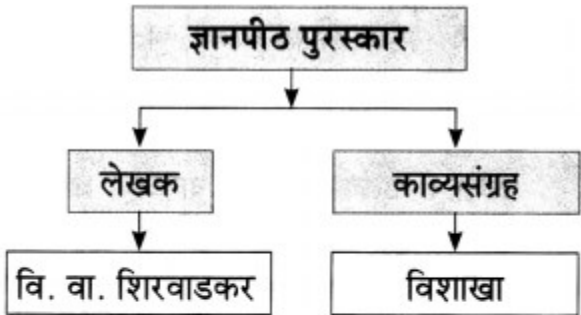 ज्ञानपीठ पुरस्कार
लेखक
काव्यसंग्रह
वि. वा. शिरवाडकर
विशाखा